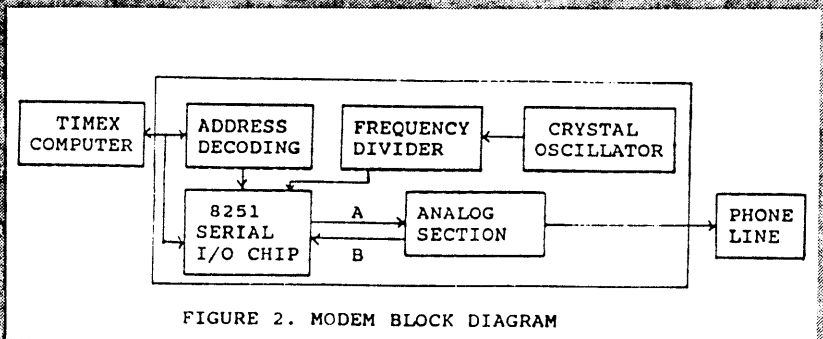 TIMEX
COMPUTER
ADDRESS
DECODING
FREQUENCY
DIVIDER
CRYSTAL
OSCILLATOR
8251
SERIAL
I/O CHIP
A
B
ANALOG
SECTION
PHONE
LINE
FIGURE 2. MODEM BLOCK DIAGRAM